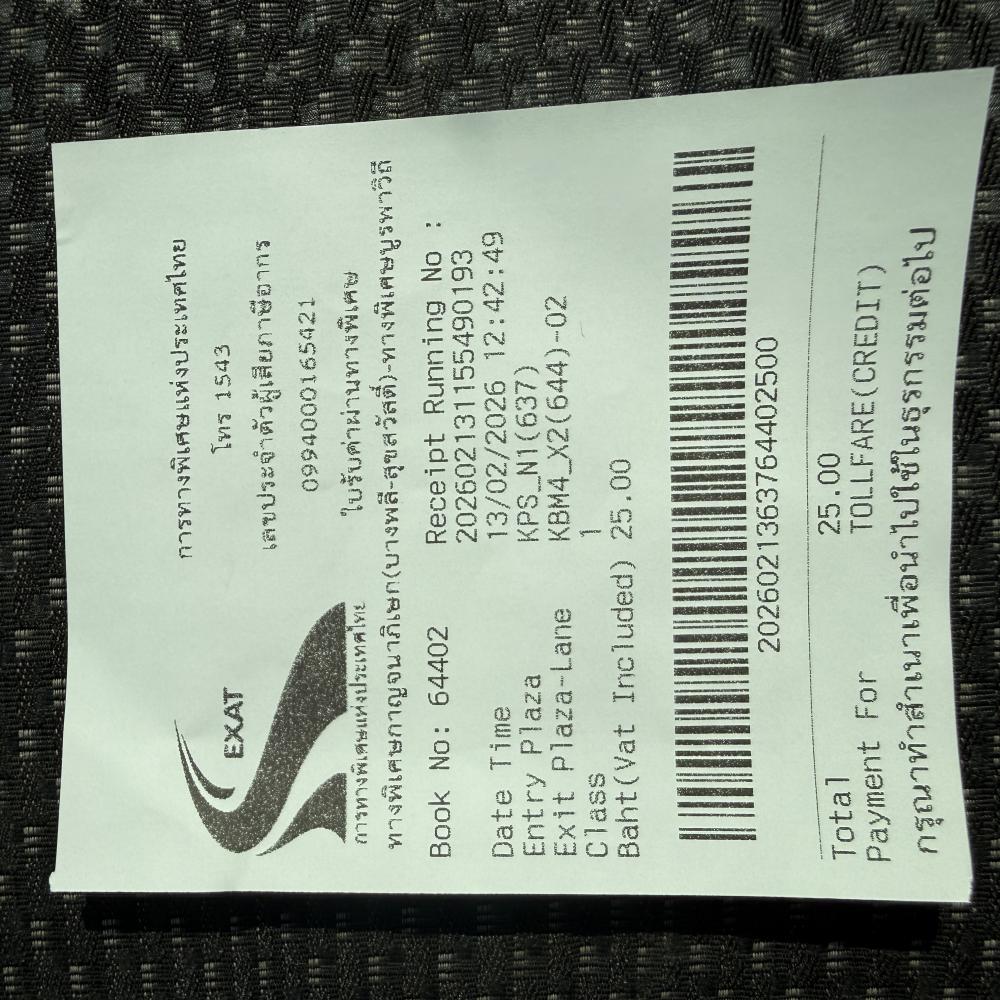 EXAT
การทางพิเศษแห่งประเทศไทย
การทางพิเศษแห่งประเทศไทย
โทร 1543
เลขประจำตัวผู้เสียภาษีอากร
0994000165421
ใบรับค่าผ่านทางพิเศษ
ทางพิเศษกาญจนาภิเษก(บางพลี-สุขสวัสดิ์)-ทางพิเศษบูรพาวิถี
Book No: 64402 Receipt Running No :
2026021311554901​93
Date Time 13/02/2026 12:42:49
Entry Plaza KPS_N1(637)
Exit Plaza-Lane KBM4_X2(644)-02
Class 1
Baht(Vat Included) 25.00
2026021363764402500
Total 25.00
Payment For TOLLFARE(CREDIT)
กรุณาทำสำเนาเพื่อนำไปใช้ในธุรกรรมต่อไป